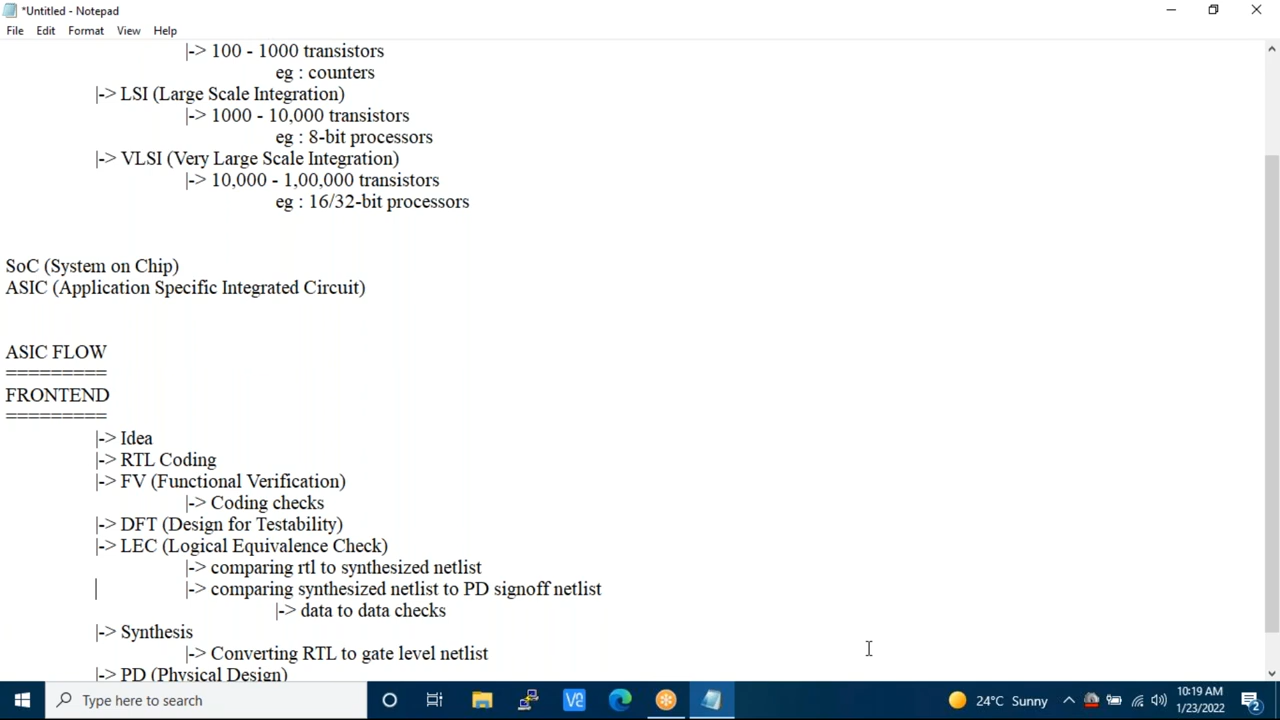 *Untitled - Notepad
File Edit Format View Help
|-> 100 - 1000 transistors
eg : counters
|-> LSI (Large Scale Integration)
|-> 1000 - 10,000 transistors
eg : 8-bit processors
|-> VLSI (Very Large Scale Integration)
|-> 10,000 - 1,00,000 transistors
eg : 16/32-bit processors
SoC (System on Chip)
ASIC (Application Specific Integrated Circuit)
ASIC FLOW
=========
FRONTEND
=========
|-> Idea
|-> RTL Coding
|-> FV (Functional Verification)
|-> Coding checks
|-> DFT (Design for Testability)
|-> LEC (Logical Equivalence Check)
|-> comparing rtl to synthesized netlist
|-> comparing synthesized netlist to PD signoff netlist
|-> data to data checks
|-> Synthesis
|-> Converting RTL to gate level netlist
|-> PD (Physical Design)
Type here to search
24°C Sunny
10:19 AM
1/23/2022
2